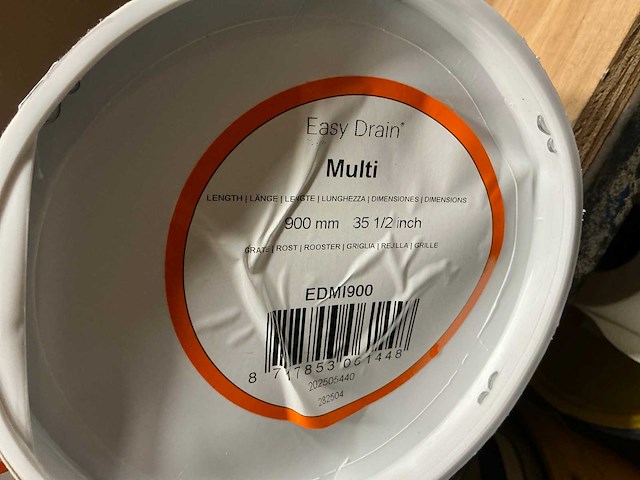 Easy Drain®
Multi
LENGTH | LÄNGE | LENGTE | LUNGHEZZA | DIMENSIONES | DIMENSIONS
900 mm 35 1/2 inch
GRATE | ROST | ROOSTER | GRIGLIA | REJILLA | GRILLE
EDMI900
8 717853 051448
202505440
282504